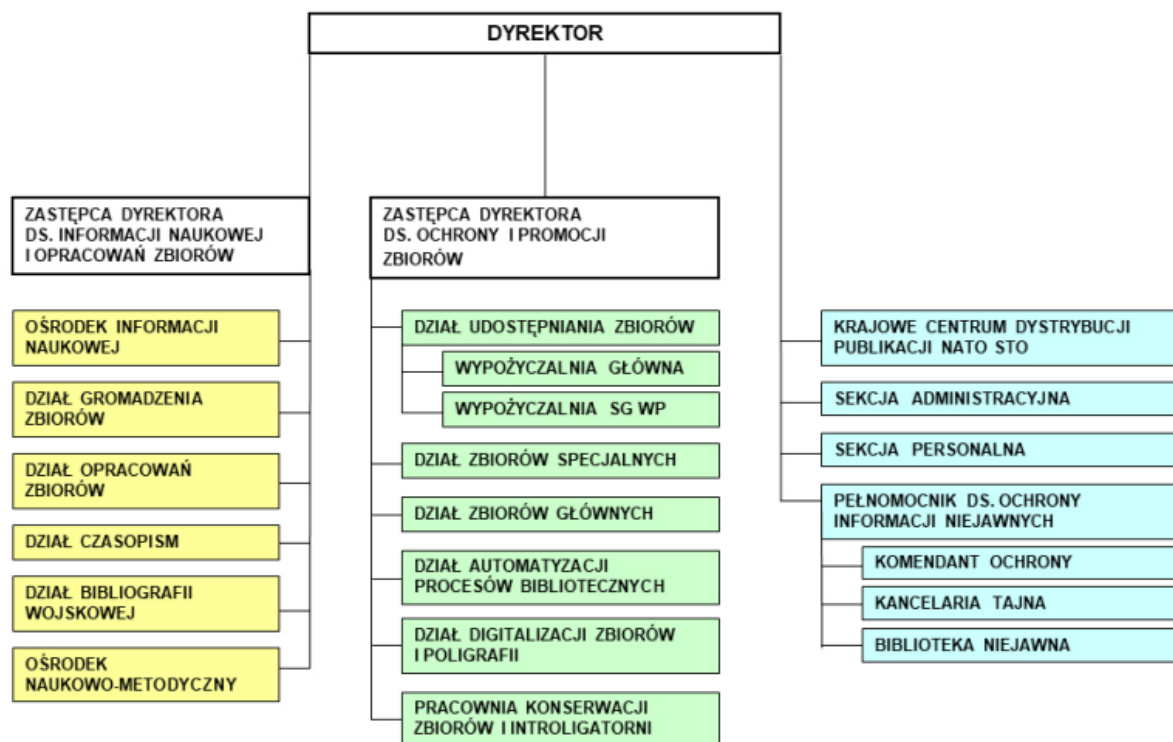 DYREKTOR
ZASTĘPCA DYREKTORA
DS. INFORMACJI NAUKOWEJ
I OPRACOWAŃ ZBIORÓW
OŚRODEK INFORMACJI
NAUKOWEJ
DZIAŁ GROMADZENIA
ZBIORÓW
DZIAŁ OPRACOWAŃ
ZBIORÓW
DZIAŁ CZASOPISM
DZIAŁ BIBLIOGRAFII
WOJSKOWEJ
OŚRODEK
NAUKOWO-METODYCZNY
ZASTĘPCA DYREKTORA
DS. OCHRONY I PROMOCJI
ZBIORÓW
DZIAŁ UDOSTĘPNIANIA ZBIORÓW
WYPOŻYCZALNIA GŁÓWNA
WYPOŻYCZALNIA SG WP
DZIAŁ ZBIORÓW SPECJALNYCH
DZIAŁ ZBIORÓW GŁÓWNYCH
DZIAŁ AUTOMATYZACJI
PROCESÓW BIBLIOTECZNYCH
DZIAŁ DIGITALIZACJI ZBIORÓW
I POLIGRAFII
PRACOWNIA KONSERWACJI
ZBIORÓW I INTROLIGATORNI
KRAJOWE CENTRUM DYSTRYBUCJI
PUBLIKACJI NATO STO
SEKCJA ADMINISTRACYJNA
SEKCJA PERSONALNA
PEŁNOMOCNIK DS. OCHRONY
INFORMACJI NIEJAWNYCH
KOMENDANT OCHRONY
KANCELARIA TAJNA
BIBLIOTEKA NIEJAWNA